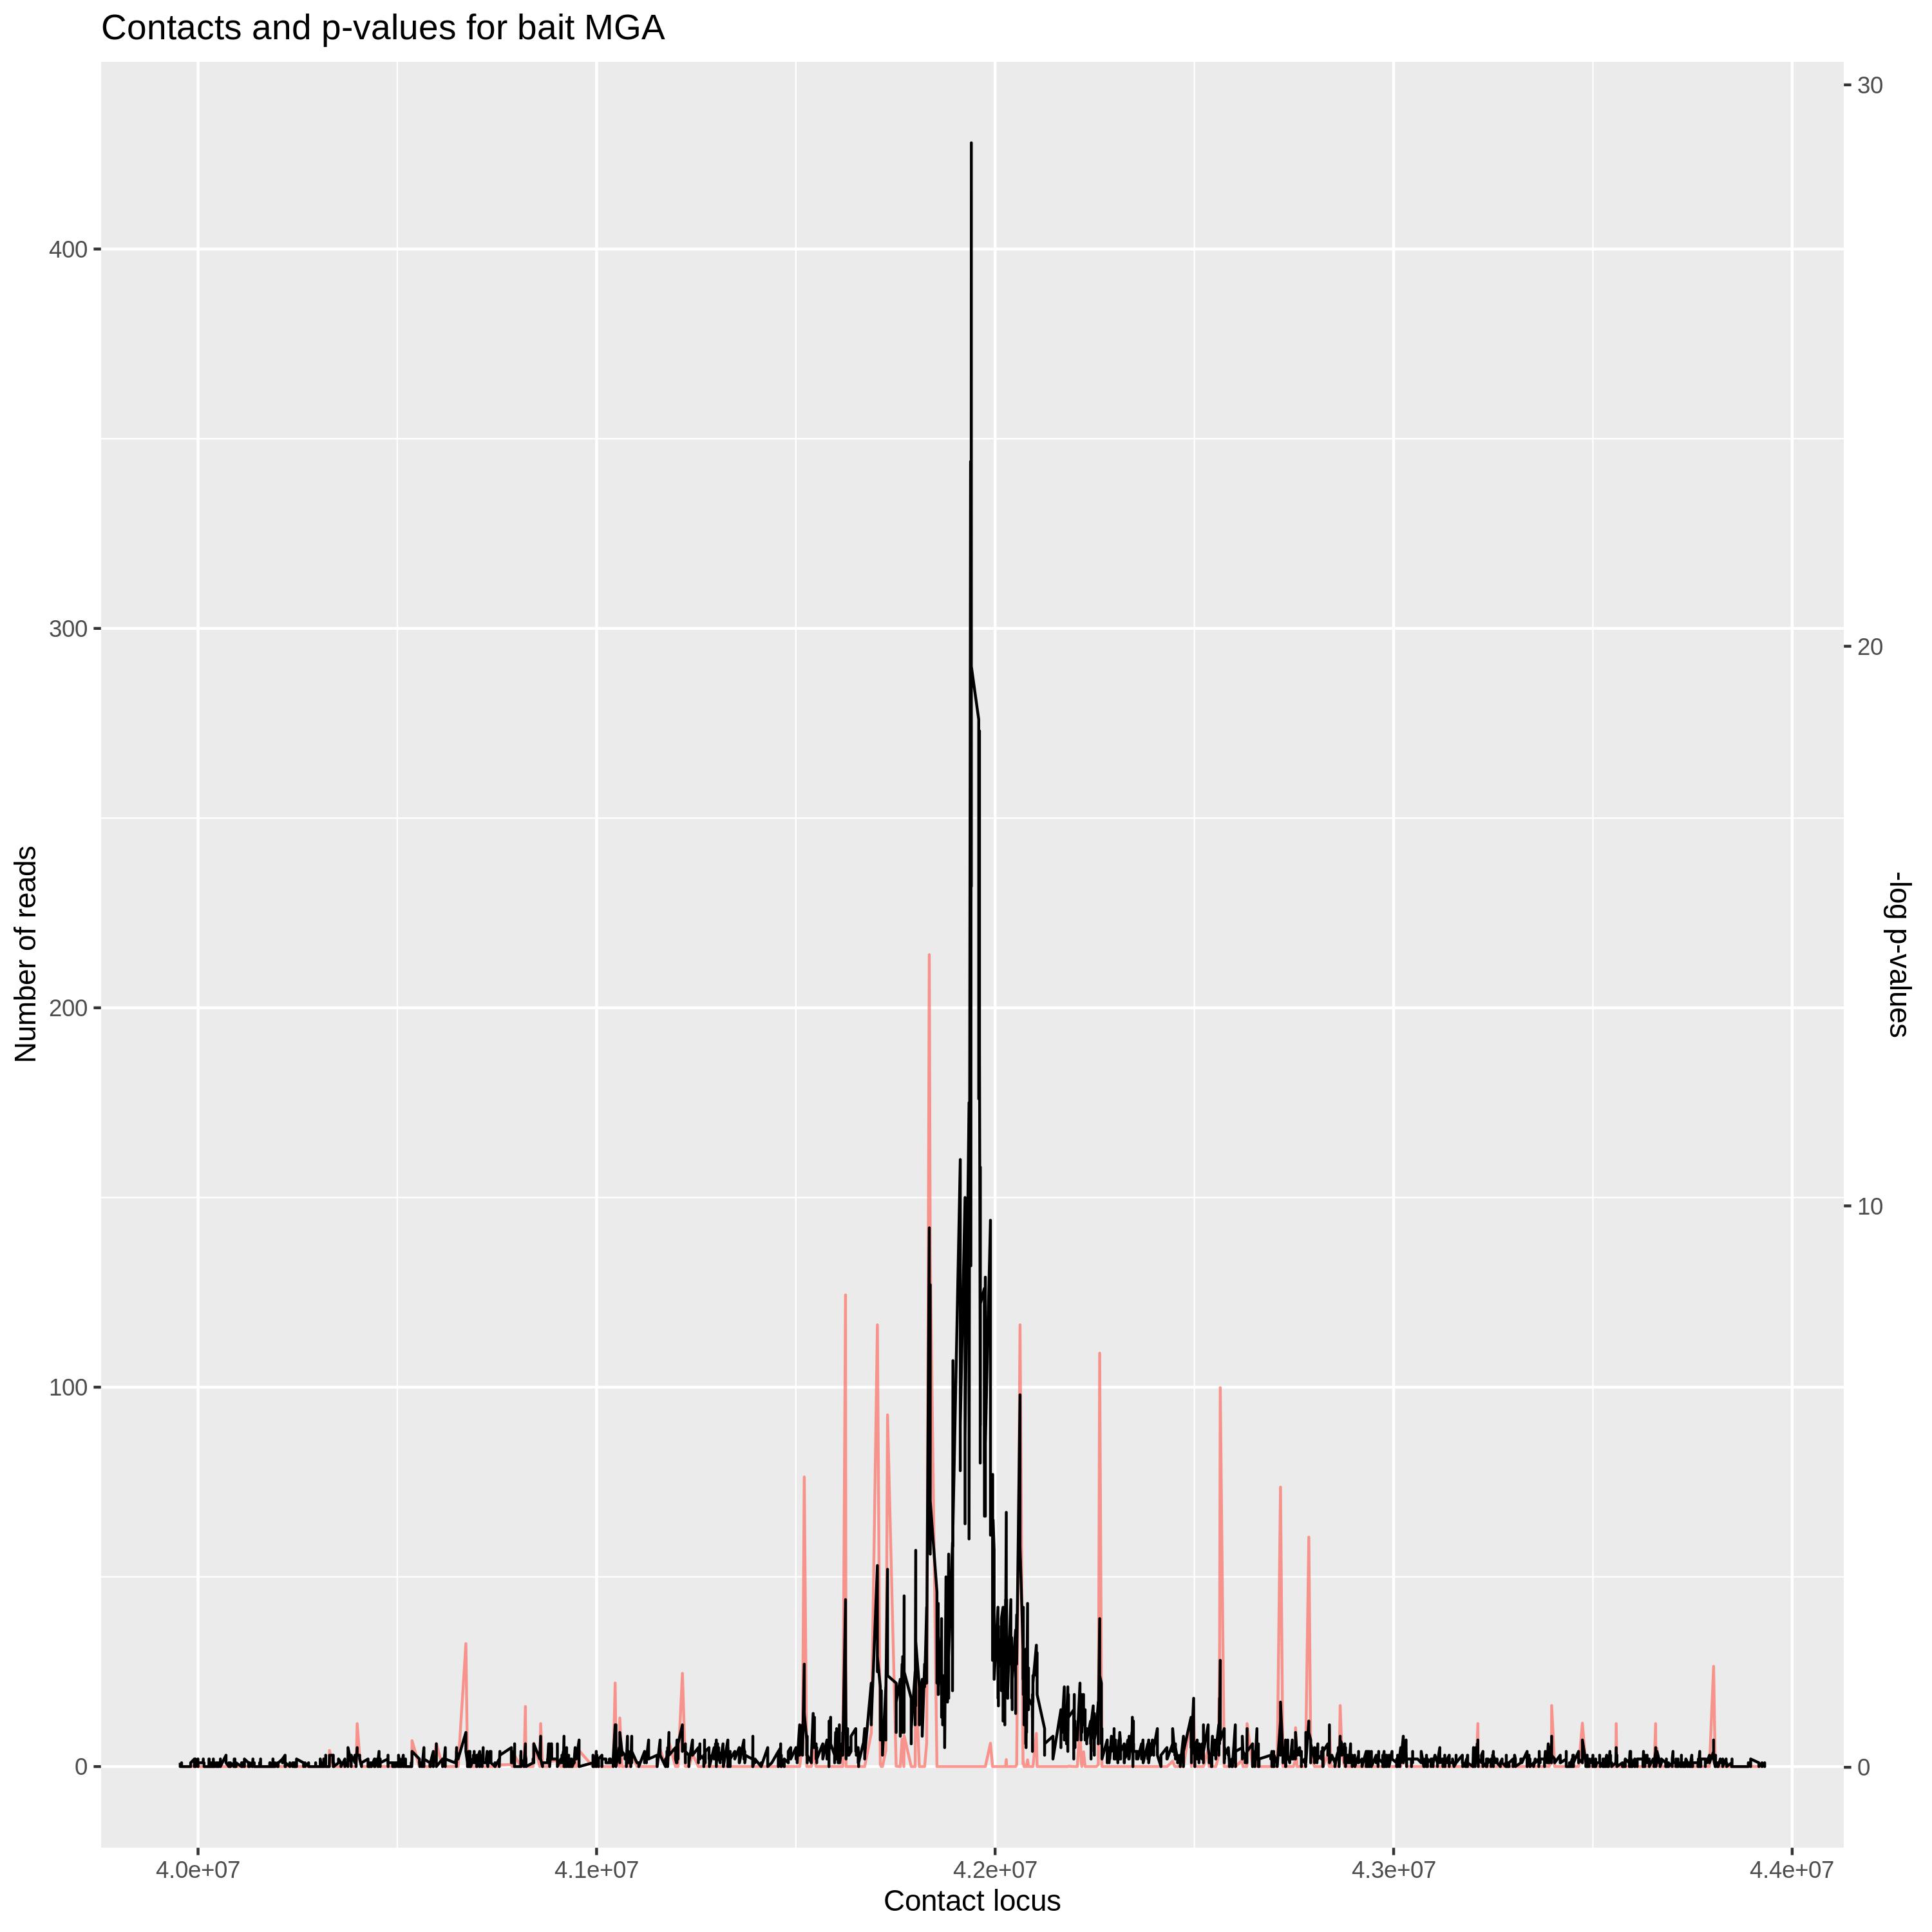 Contacts and p-values for bait MGA
30
400
300
20
Number of reads
-log p-values
200
10
100
0
0
4.0e+07
4.1e+07
4.2e+07
4.3e+07
4.4e+07
Contact locus